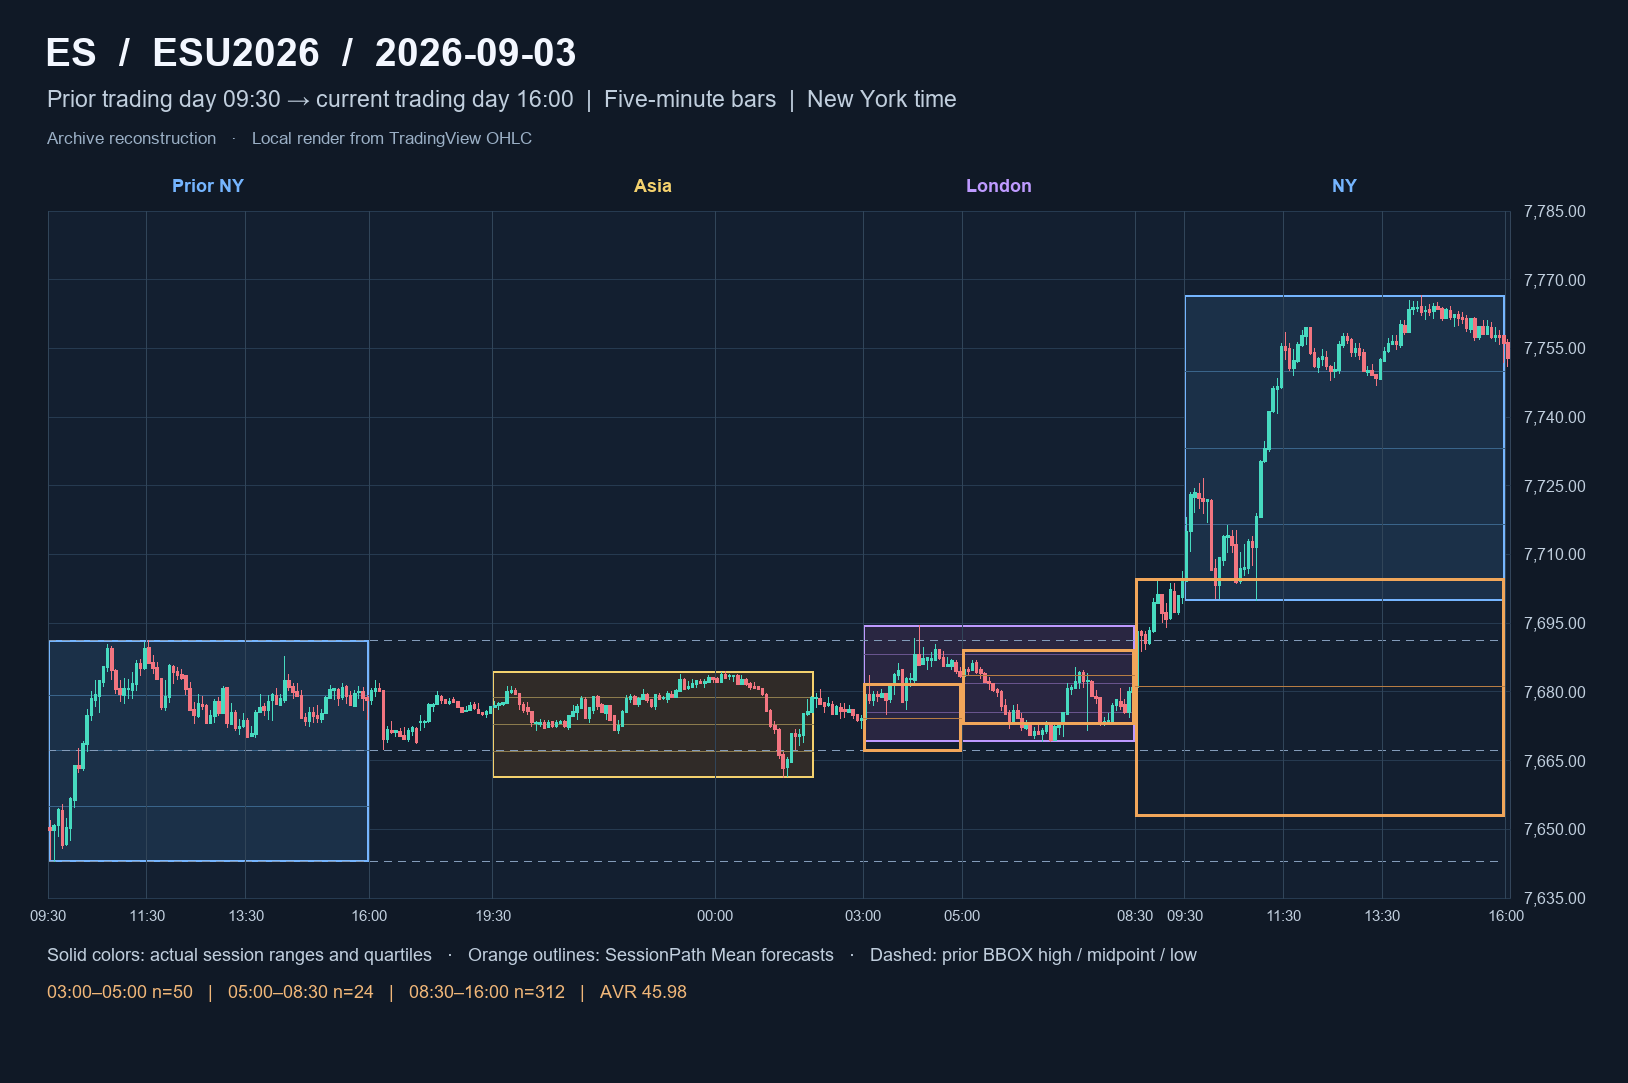 ES / ESU2026 / 2026-09-03
Prior trading day 09:30 → current trading day 16:00 | Five-minute bars | New York time
Archive reconstruction · Local render from TradingView OHLC
Prior NY Asia London NY
7,785.00
7,770.00
7,755.00
7,740.00
7,725.00
7,710.00
7,695.00
7,680.00
7,665.00
7,650.00
7,635.00
09:30 11:30 13:30 16:00 19:30 00:00 03:00 05:00 08:30 09:30 11:30 13:30 16:00
Solid colors: actual session ranges and quartiles · Orange outlines: SessionPath Mean forecasts · Dashed: prior BBOX high / midpoint / low
03:00–05:00 n=50 | 05:00–08:30 n=24 | 08:30–16:00 n=312 | AVR 45.98